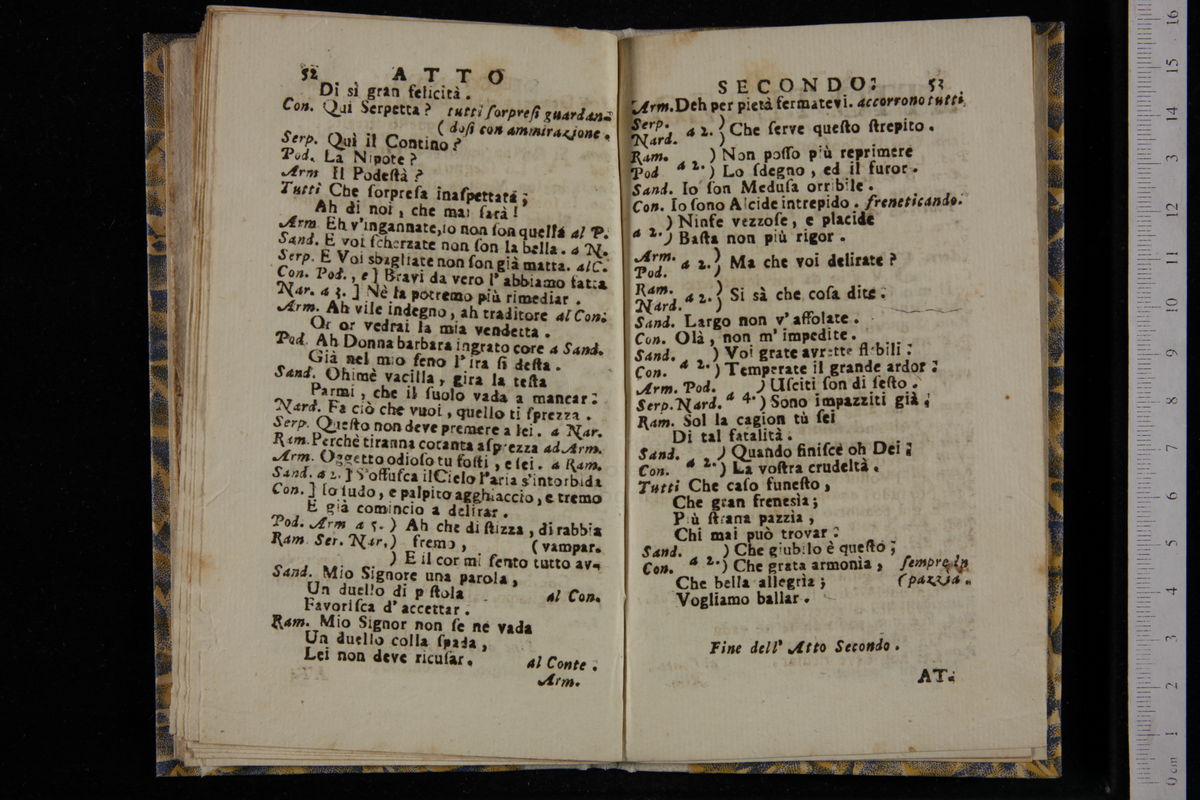 52 ATTO
Di sì gran felicità.
Con. Qui Serpetta? tutti ſorpreſi guardan-
(doſi con ammirazione.
Serp. Quì il Contino?
Pod. La Nipote?
Arm Il Podeſtà?
Tutti Che ſorpreſa inaſpettata;
Ah di noi, che mai ſarà!
Arm. Eh v'ingannate, io non ſon quella al P.
Sand. E voi ſcherzate non ſon la bella. a N.
Serp. E Voi sbagliate non ſon già matta. al C.
Con. Pod., e ] Bravi da vero l'abbiamo fatta
Nar. a 3. ] Nè la potremo più rimediar.
Arm. Ah vile indegno, ah traditore al Con.
Or or vedrai la mia vendetta.
Pod. Ah Donna barbara ingrato core a Sand.
Già nel mio ſeno l'ira ſi deſta.
Sand. Ohimè vacilla, gira la teſta
Parmi, che il ſuolo vada a mancar:
Nard. Fa ciò che vuoi, quello ti ſprezza.
Serp. Queſto non deve premere a lei. a Nar.
Ram. Perchè tiranna cotanta aſprezza ad Arm.
Arm. Oggetto odioſo tu foſti, e ſei. a Ram.
Sand. a 2. ] S'offuſca il Cielo l'aria s'intorbida
Con. ] Io ſudo, e palpito agghiaccio, e tremo
E già comincio a delirar.
Pod. Arm a 5. ) Ah che di ſtizza, di rabbia
Ram. Ser. Nar. ) fremo, (vampar.
) E il cor mi ſento tutto av-
Sand. Mio Signore una parola,
Un duello di p ſtola al Con.
Favoriſca d'accettar.
Ram. Mio Signor non ſe ne vada
Un duello colla ſpada,
Lei non deve ricuſar. al Conte.
Arm.
SECONDO. 53
Arm. Deh per pietà fermatevi. accorrono tutti.
Serp. )
Nard. a 2. ) Che ſerve queſto ſtrepito.
Ram. ) Non poſſo più reprimere
Pod a 2. ) Lo ſdegno, ed il furor.
Sand. Io ſon Meduſa orribile.
Con. Io ſono Alcide intrepido. freneticando.
) Ninfe vezzoſe, e placide
a 2. ) Baſta non più rigor.
Arm. )
Pod. a 2. ) Ma che voi delirate?
Ram. )
Nard. a 2. ) Si sà che coſa dite.
Sand. Largo non v'affolate.
Con. Olà, non m'impedite.
Sand. ) Voi grate aurette flebili:
Con. a 2. ) Temperate il grande ardor:
Arm. Pod. ) Uſciti ſon di ſeſto.
Serp. Nard. a 4. ) Sono impazziti già.
Ram. Sol la cagion tù ſei
Di tal fatalità.
Sand. ) Quando finiſce oh Dei:
Con. a 2. ) La voſtra crudeltà.
Tutti Che caſo funeſto,
Che gran freneſia;
Più ſtrana pazzia,
Chi mai può trovar:
Sand. ) Che giubilo è queſto;
Con. a 2. ) Che grata armonia, ſempre in
Che bella allegrìa; (pazzia.
Vogliamo ballar.
Fine dell' Atto Secondo.
AT-